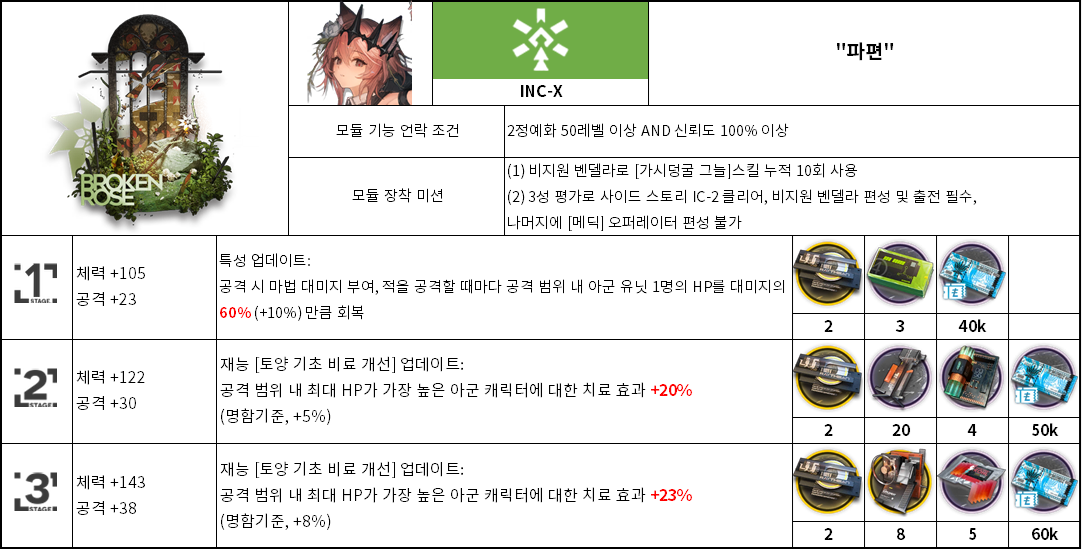 BROKEN
ROSE
INC-X
"파편"
모듈 기능 언락 조건
2정예화 50레벨 이상 AND 신뢰도 100% 이상
모듈 장착 미션
(1) 비지원 벤델라로 [가시덩굴 그늘]스킬 누적 10회 사용
(2) 3성 평가로 사이드 스토리 IC-2 클리어, 비지원 벤델라 편성 및 출전 필수,
나머지에 [메딕] 오퍼레이터 편성 불가
1
STAGE.
체력 +105
공격 +23
특성 업데이트:
공격 시 마법 대미지 부여, 적을 공격할 때마다 공격 범위 내 아군 유닛 1명의 HP를 대미지의
60% (+10%) 만큼 회복
2
3
40k
2
STAGE.
체력 +122
공격 +30
재능 [토양 기초 비료 개선] 업데이트:
공격 범위 내 최대 HP가 가장 높은 아군 캐릭터에 대한 치료 효과 +20%
(명함기준, +5%)
2
20
4
50k
3
STAGE.
체력 +143
공격 +38
재능 [토양 기초 비료 개선] 업데이트:
공격 범위 내 최대 HP가 가장 높은 아군 캐릭터에 대한 치료 효과 +23%
(명함기준, +8%)
2
8
5
60k